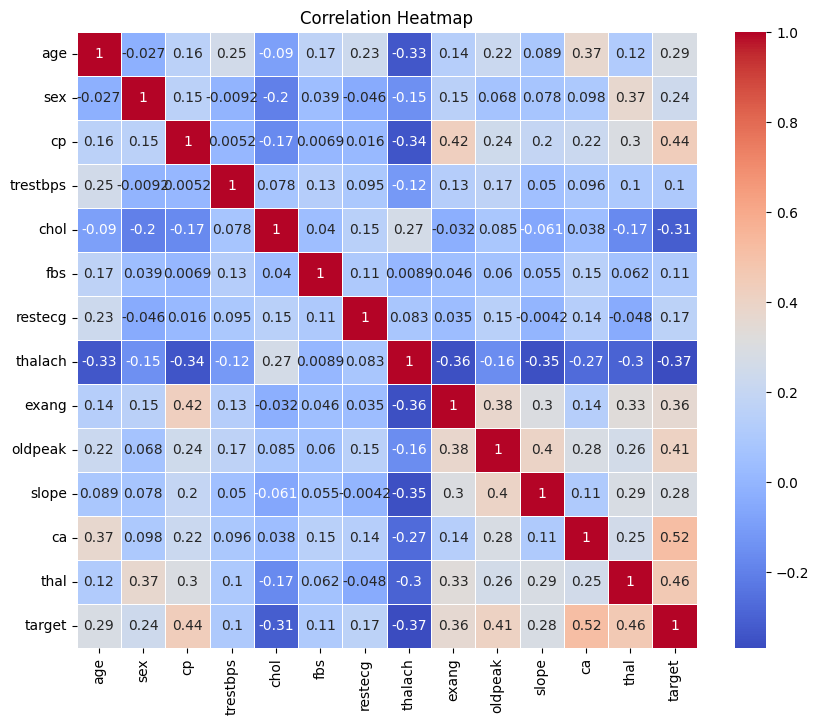 Correlation Heatmap
age 1 -0.027 0.16 0.25 -0.09 0.17 0.23 -0.33 0.14 0.22 0.089 0.37 0.12 0.29
sex -0.027 1 0.15 -0.0092 -0.2 0.039 -0.046 -0.15 0.15 0.068 0.078 0.098 0.37 0.24
cp 0.16 0.15 1 0.0052 -0.17 0.0069 0.016 -0.34 0.42 0.24 0.2 0.22 0.3 0.44
trestbps 0.25 -0.0092 0.0052 1 0.078 0.13 0.095 -0.12 0.13 0.17 0.05 0.096 0.1 0.1
chol -0.09 -0.2 -0.17 0.078 1 0.04 0.15 0.27 -0.032 0.085 -0.061 0.038 -0.17 -0.31
fbs 0.17 0.039 0.0069 0.13 0.04 1 0.11 0.0089 0.046 0.06 0.055 0.15 0.062 0.11
restecg 0.23 -0.046 0.016 0.095 0.15 0.11 1 0.083 0.035 0.15 -0.0042 0.14 -0.048 0.17
thalach -0.33 -0.15 -0.34 -0.12 0.27 0.0089 0.083 1 -0.36 -0.16 -0.35 -0.27 -0.3 -0.37
exang 0.14 0.15 0.42 0.13 -0.032 0.046 0.035 -0.36 1 0.38 0.3 0.14 0.33 0.36
oldpeak 0.22 0.068 0.24 0.17 0.085 0.06 0.15 -0.16 0.38 1 0.4 0.28 0.26 0.41
slope 0.089 0.078 0.2 0.05 -0.061 0.055 -0.0042 -0.35 0.3 0.4 1 0.11 0.29 0.28
ca 0.37 0.098 0.22 0.096 0.038 0.15 0.14 -0.27 0.14 0.28 0.11 1 0.25 0.52
thal 0.12 0.37 0.3 0.1 -0.17 0.062 -0.048 -0.3 0.33 0.26 0.29 0.25 1 0.46
target 0.29 0.24 0.44 0.1 -0.31 0.11 0.17 -0.37 0.36 0.41 0.28 0.52 0.46 1
age sex cp trestbps chol fbs restecg thalach exang oldpeak slope ca thal target
1.0
0.8
0.6
0.4
0.2
0.0
−0.2